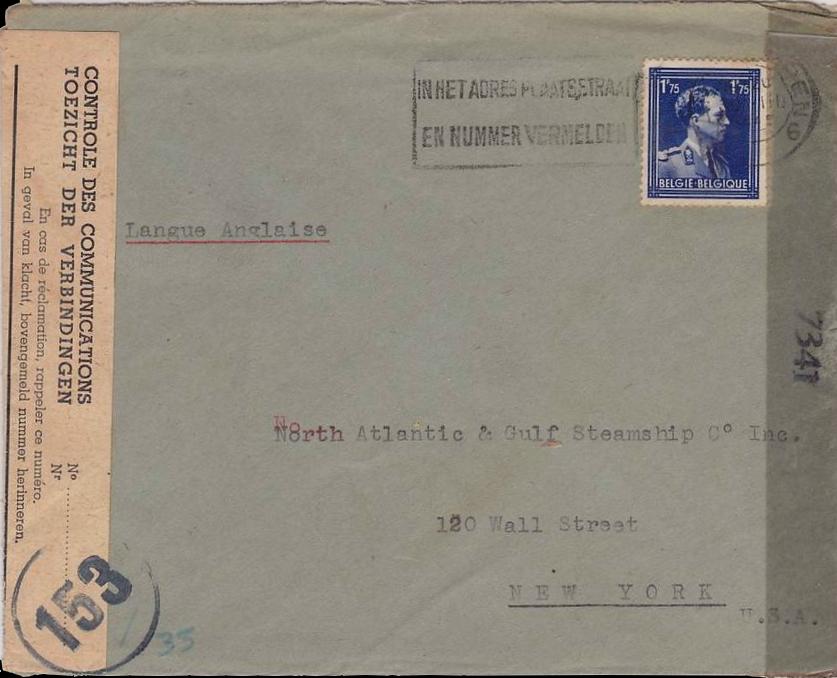 CONTROLE DES COMMUNICATIONS
TOEZICHT DER VERBINDINGEN
N°
Nr
En cas de réclamation, rappeler ce numéro.
In geval van klacht, bovengemeld nummer herinneren.
153
35
IN HET ADRES PLAATS, STRAAT
EN NUMMER VERMELDEN
6
1F75 1F75
BELGIE·BELGIQUE
Langue Anglaise
7341
North Atlantic & Gulf Steamship C° Inc.
120 Wall Street
NEW YORK
U.S.A.